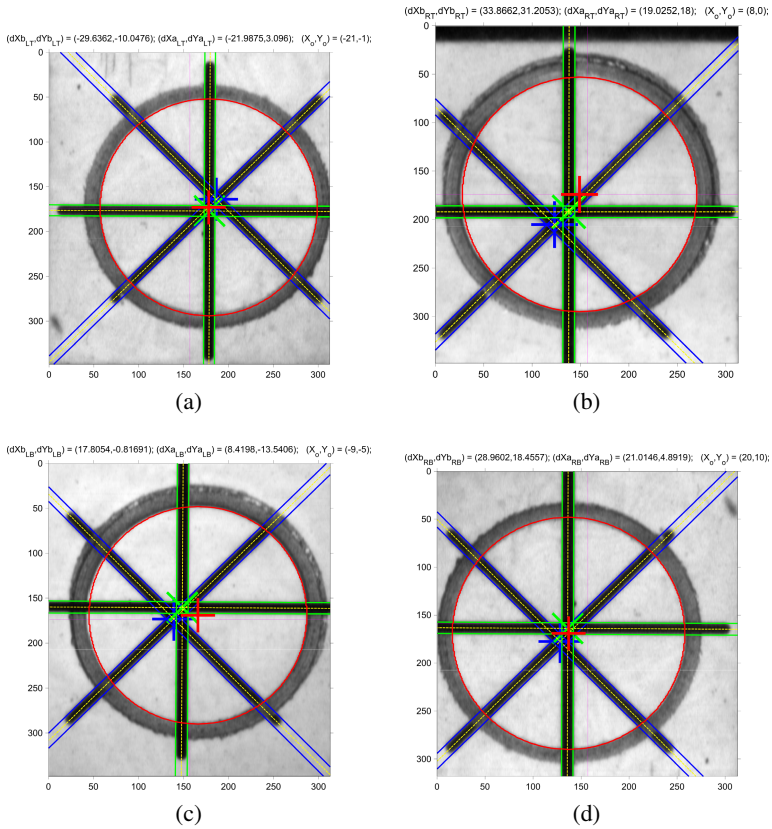 (dXb_LT,dYb_LT) = (-29.6362,-10.0476); (dXa_LT,dYa_LT) = (-21.9875,3.096); (X_o,Y_o) = (-21,-1);
0
50
100
150
200
250
300
0 50 100 150 200 250 300
(a)
(dXb_RT,dYb_RT) = (33.8662,31.2053); (dXa_RT,dYa_RT) = (19.0252,18); (X_o,Y_o) = (8,0);
0
50
100
150
200
250
300
0 50 100 150 200 250 300
(b)
(dXb_LB,dYb_LB) = (17.8054,-0.81691); (dXa_LB,dYa_LB) = (8.4198,-13.5406); (X_o,Y_o) = (-9,-5);
0
50
100
150
200
250
300
0 50 100 150 200 250 300
(c)
(dXb_RB,dYb_RB) = (28.9602,18.4557); (dXa_RB,dYa_RB) = (21.0146,4.8919); (X_o,Y_o) = (20,10);
0
50
100
150
200
250
300
0 50 100 150 200 250 300
(d)